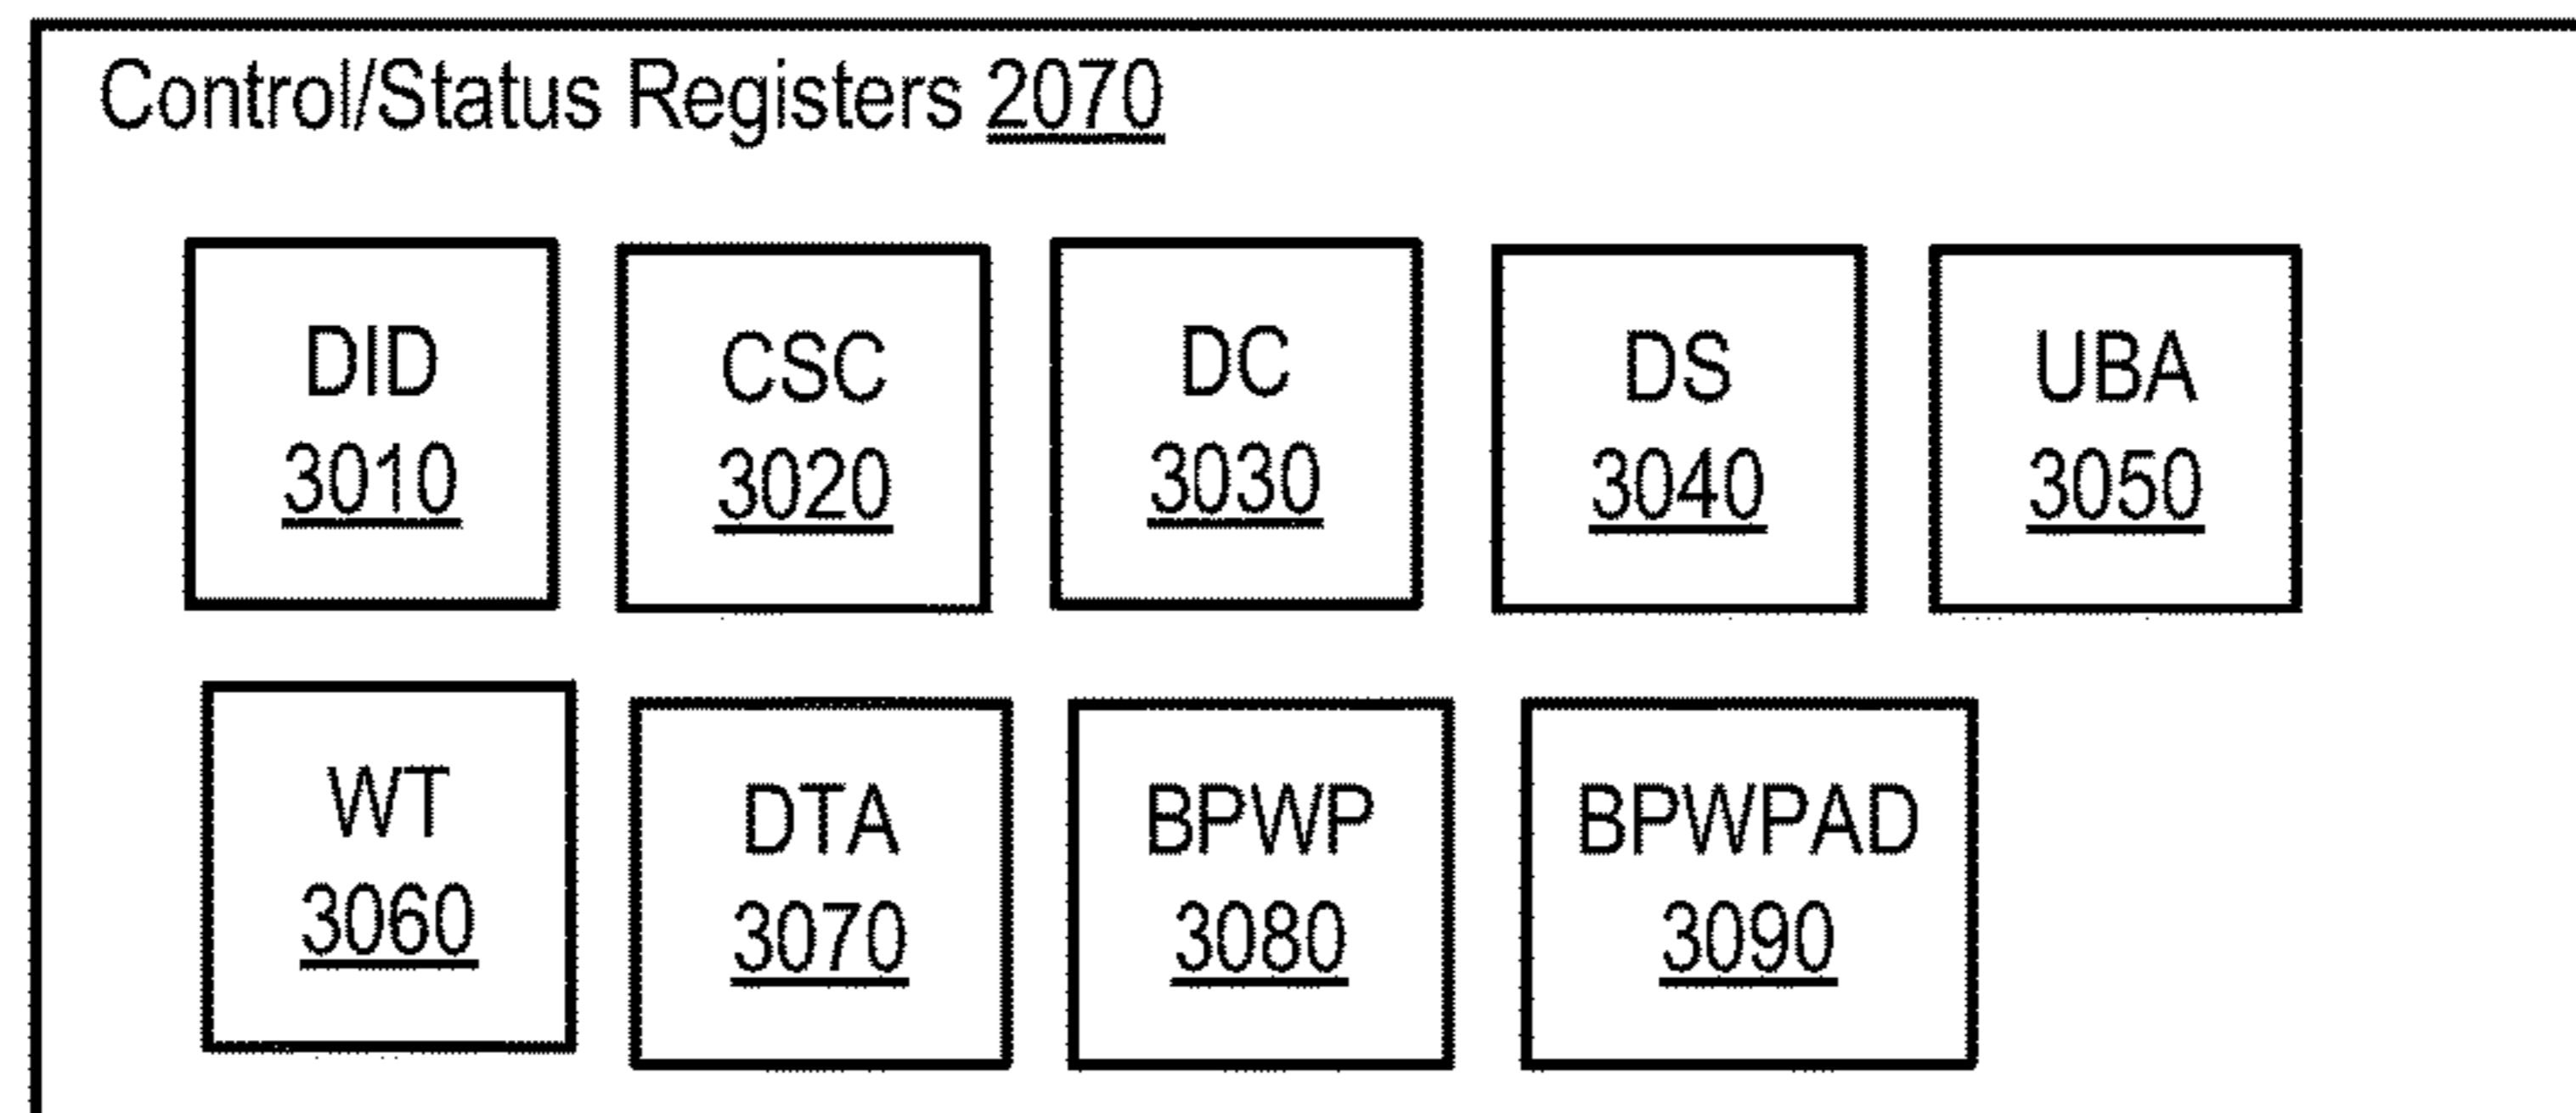 Control/Status Registers 2070
DID
3010
CSC
3020
DC
3030
DS
3040
UBA
3050
WT
3060
DTA
3070
BPWP
3080
BPWPAD
3090